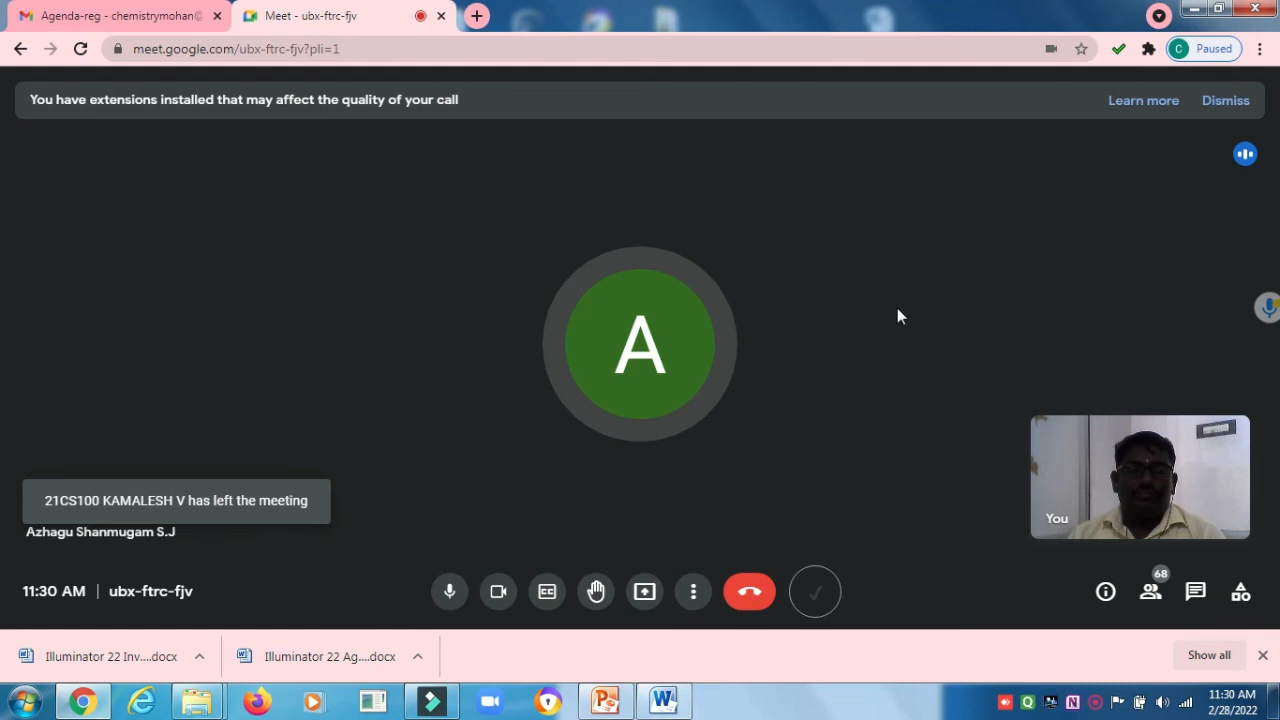 Agenda-reg - chemistrymohan@
Meet - ubx-ftrc-fjv
meet.google.com/ubx-ftrc-fjv?pli=1
C Paused
You have extensions installed that may affect the quality of your call
Learn more
Dismiss
A
21CS100 KAMALESH V has left the meeting
You
Azhagu Shanmugam S.J
11:30 AM | ubx-ftrc-fjv
CC
68
Illuminator 22 Inv....docx
Illuminator 22 Ag....docx
Show all
11:30 AM
2/28/2022